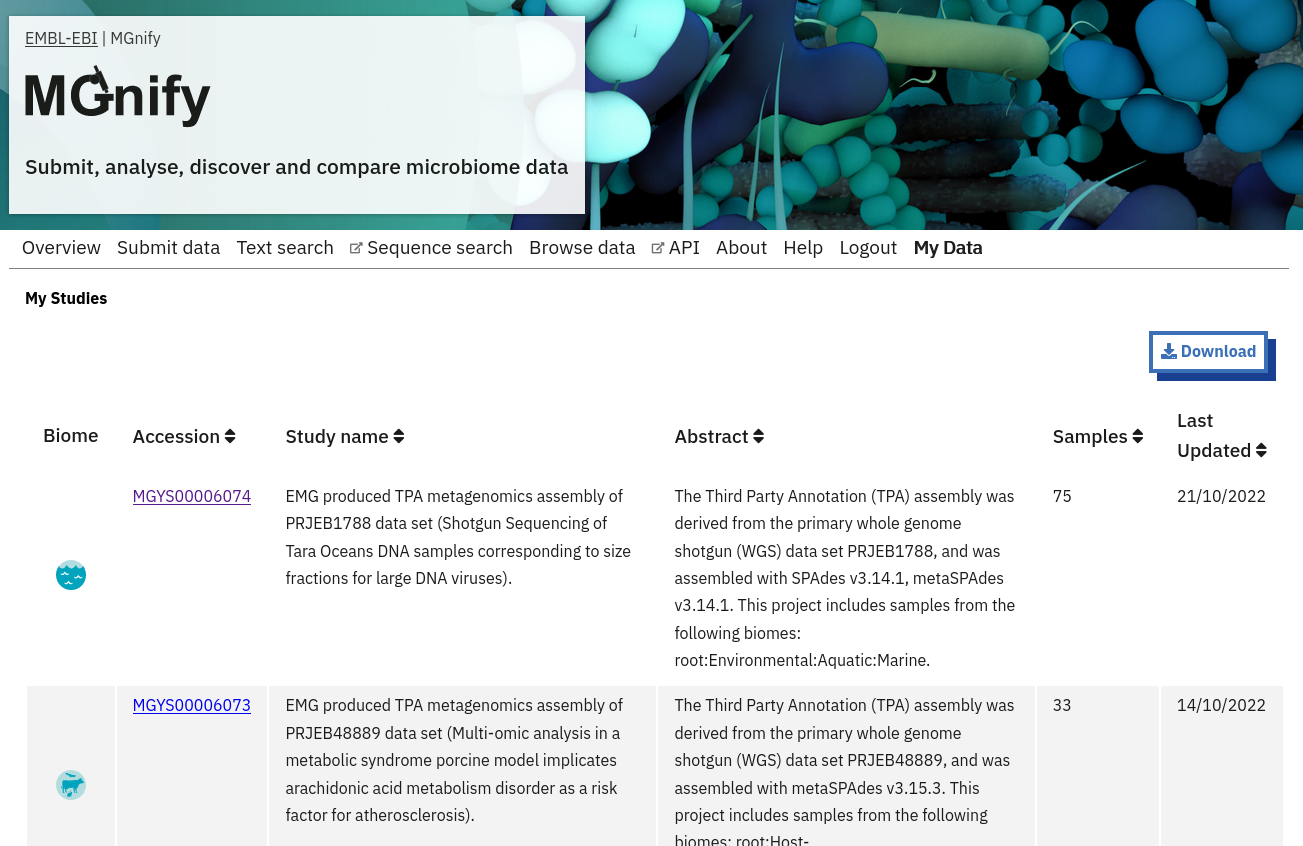 EMBL-EBI | MGnify
MGnify
Submit, analyse, discover and compare microbiome data
Overview Submit data Text search Sequence search Browse data API About Help Logout My Data
My Studies
Download
Biome Accession Study name Abstract Samples Last Updated
MGYS00006074
EMG produced TPA metagenomics assembly of
PRJEB1788 data set (Shotgun Sequencing of
Tara Oceans DNA samples corresponding to size
fractions for large DNA viruses).
The Third Party Annotation (TPA) assembly was
derived from the primary whole genome
shotgun (WGS) data set PRJEB1788, and was
assembled with SPAdes v3.14.1, metaSPAdes
v3.14.1. This project includes samples from the
following biomes:
root:Environmental:Aquatic:Marine.
75
21/10/2022
MGYS00006073
EMG produced TPA metagenomics assembly of
PRJEB48889 data set (Multi-omic analysis in a
metabolic syndrome porcine model implicates
arachidonic acid metabolism disorder as a risk
factor for atherosclerosis).
The Third Party Annotation (TPA) assembly was
derived from the primary whole genome
shotgun (WGS) data set PRJEB48889, and was
assembled with metaSPAdes v3.15.3. This
project includes samples from the following
biomes: root:Host-
33
14/10/2022